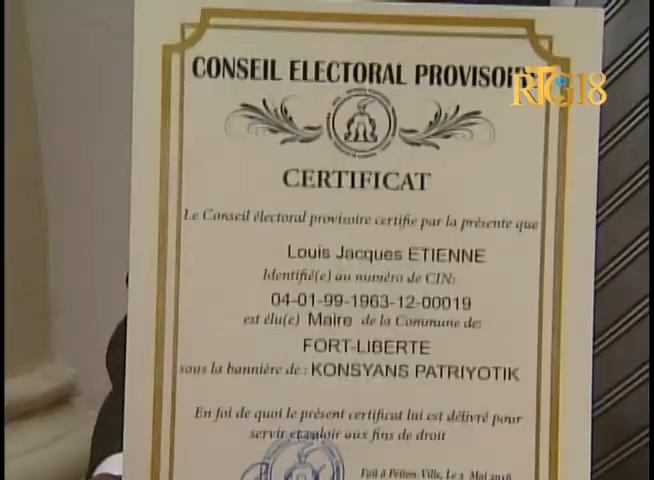 CONSEIL ELECTORAL PROVISOIRE
RTG18
CERTIFICAT
Le Conseil électoral provisoire certifie par la présente que
Louis Jacques ETIENNE
Identifié(e) au numéro de CIN:
04-01-99-1963-12-00019
est élu(e) Maire de la Commune de:
FORT-LIBERTE
sous la bannière de : KONSYANS PATRIYOTIK
En foi de quoi le présent certificat lui est délivré pour
servir et valoir aux fins de droit
Fait à Pétion-Ville, Le 3 Mai 2016